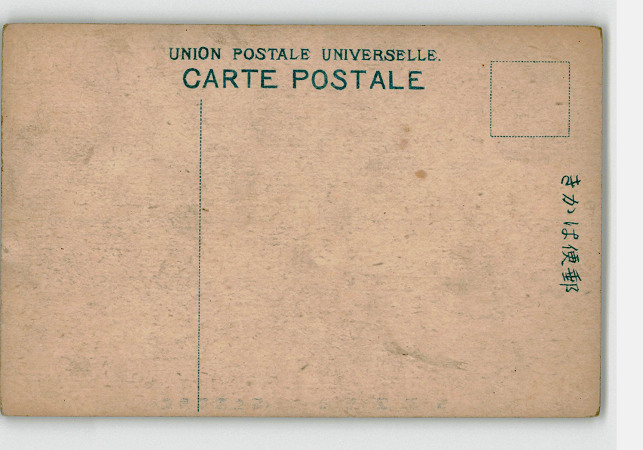 UNION POSTALE UNIVERSELLE.
CARTE POSTALE
きかは便郵